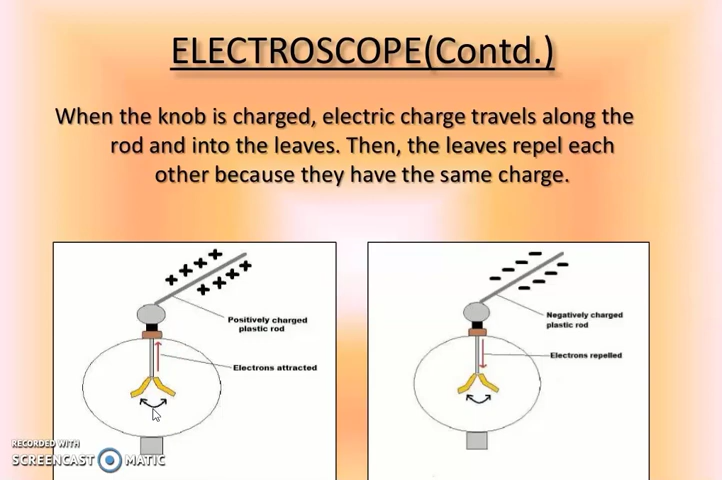 ELECTROSCOPE(Contd.)
When the knob is charged, electric charge travels along the
rod and into the leaves. Then, the leaves repel each
other because they have the same charge.
Positively charged
plastic rod
Electrons attracted
Negatively charged
plastic rod
Electrons repelled
RECORDED WITH
SCREENCAST MATIC